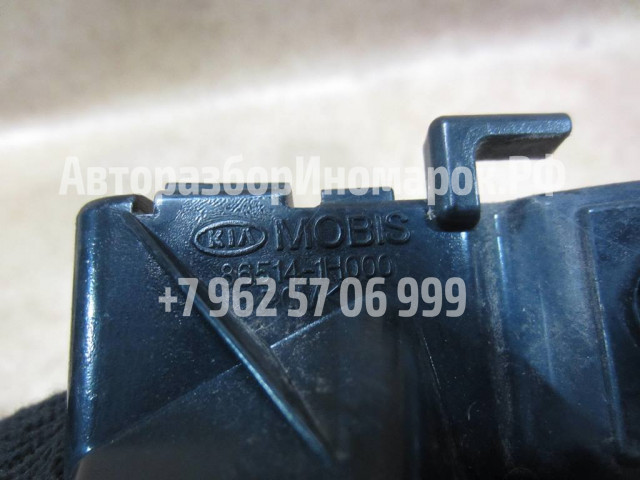 АвторазборИномарок.РФ
KIA MOBIS
86514-1H000
+7 962 57 06 999